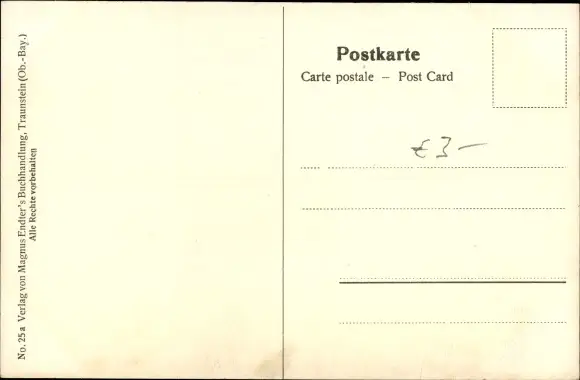 No. 25a Verlag von Magnus Endter's Buchhandlung, Traunstein (Ob.-Bay.)
Alle Rechte vorbehalten
Postkarte
Carte postale – Post Card
€ 3 –